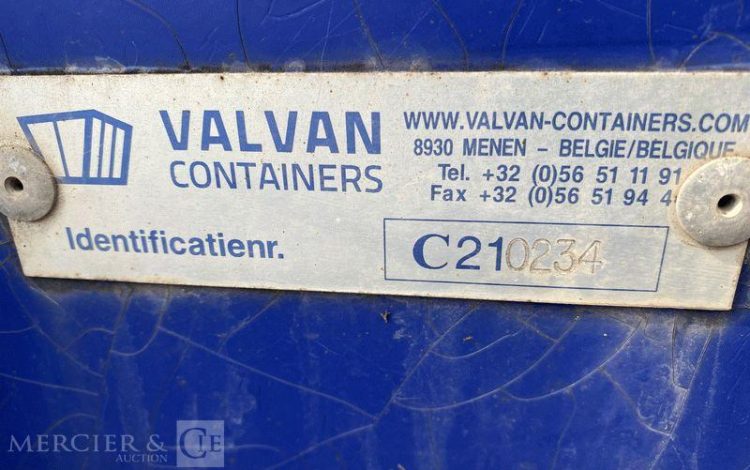 VALVAN
CONTAINERS
WWW.VALVAN-CONTAINERS.COM
8930 MENEN - BELGIE/BELGIQUE
Tel. +32 (0)56 51 11 91
Fax +32 (0)56 51 94 4
Identificatienr.
C210234
MERCIER & CIE
AUCTION